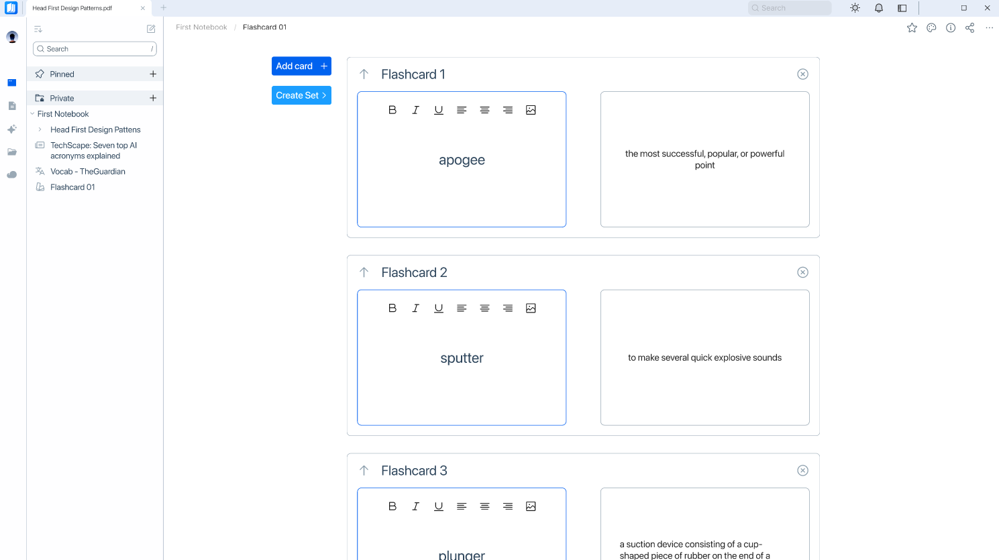 Head First Design Patterns.pdf
Search
First Notebook / Flashcard 01
Search /
Pinned
Private
First Notebook
Head First Design Pattens
TechScape: Seven top AI
acronyms explained
Vocab - TheGuardian
Flashcard 01
Add card
Create Set
Flashcard 1
B I U
apogee
the most successful, popular, or powerful
point
Flashcard 2
B I U
sputter
to make several quick explosive sounds
Flashcard 3
B I U
plunger
a suction device consisting of a cup-
shaped piece of rubber on the end of a